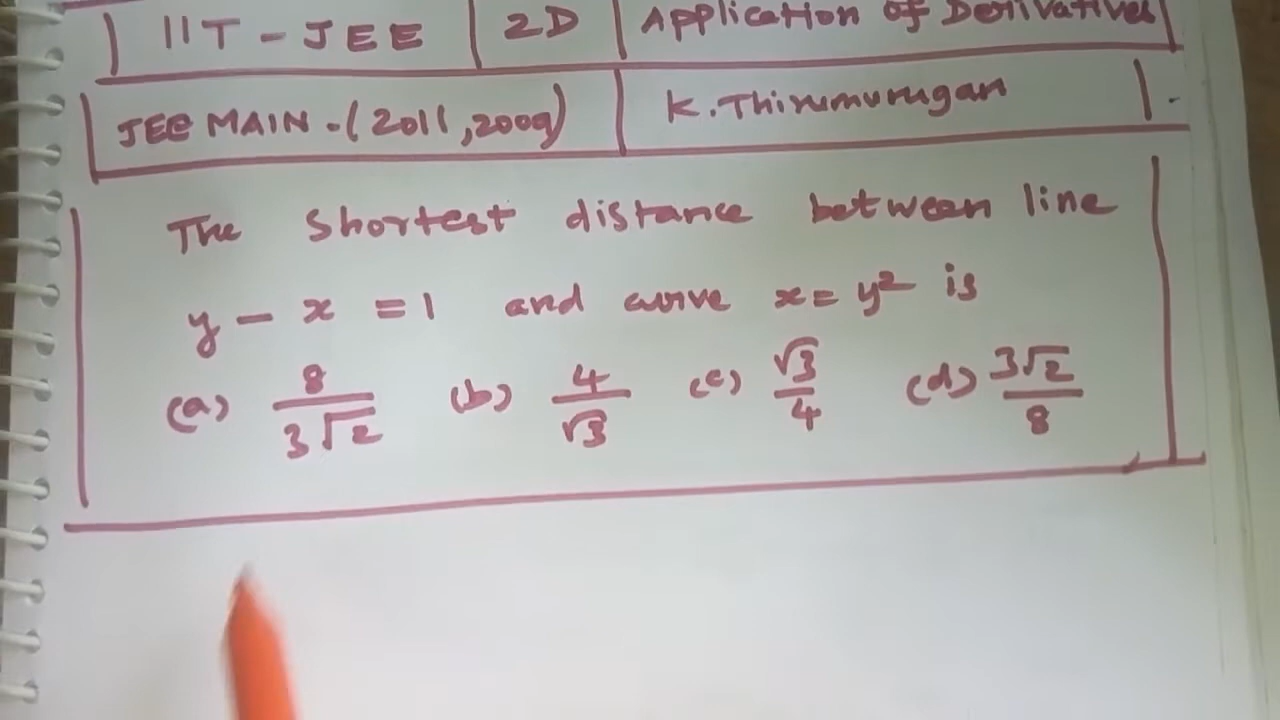 IIT - JEE | 2D | Application of Derivatives
JEE MAIN - (2011, 2009) | K. Thirumurugan
The shortest distance between line
y - x = 1 and curve x = y² is
(a) 8/3√2 (b) 4/√3 (c) √3/4 (d) 3√2/8